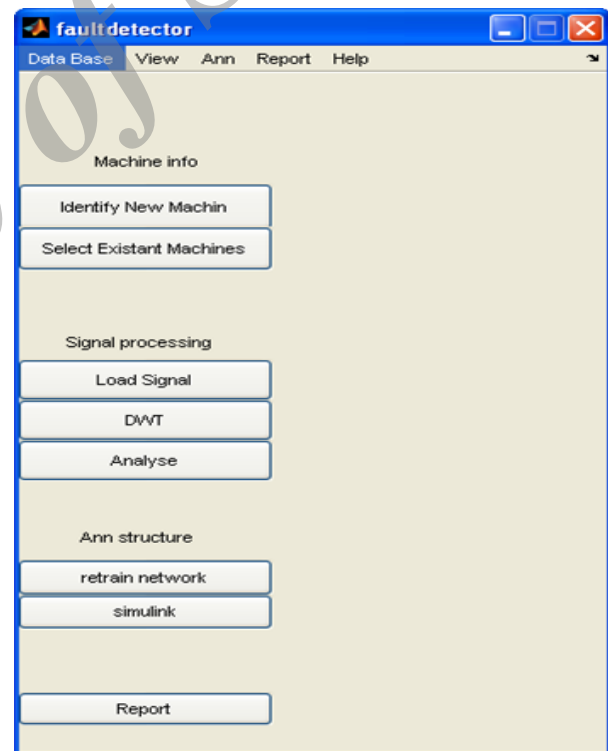 faultdetector
Data Base View Ann Report Help
of
Machine info
Identify New Machin
Select Existant Machines
Signal processing
Load Signal
DWT
Analyse
Ann structure
retrain network
simulink
Report